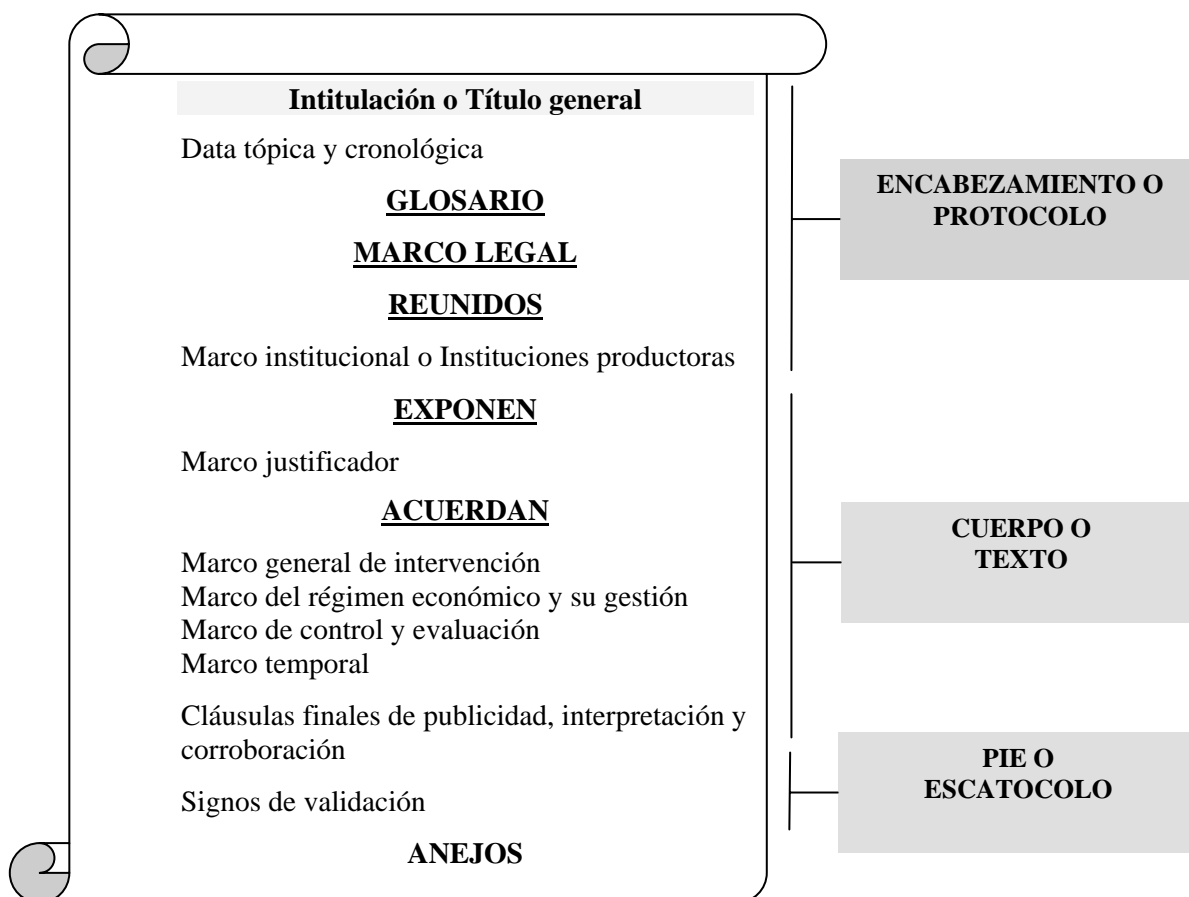 Intitulación o Título general
Data tópica y cronológica
GLOSARIO
MARCO LEGAL
REUNIDOS
Marco institucional o Instituciones productoras
EXPONEN
Marco justificador
ACUERDAN
Marco general de intervención
Marco del régimen económico y su gestión
Marco de control y evaluación
Marco temporal
Cláusulas finales de publicidad, interpretación y
corroboración
Signos de validación
ANEJOS
ENCABEZAMIENTO O
PROTOCOLO
CUERPO O
TEXTO
PIE O
ESCATOCOLO